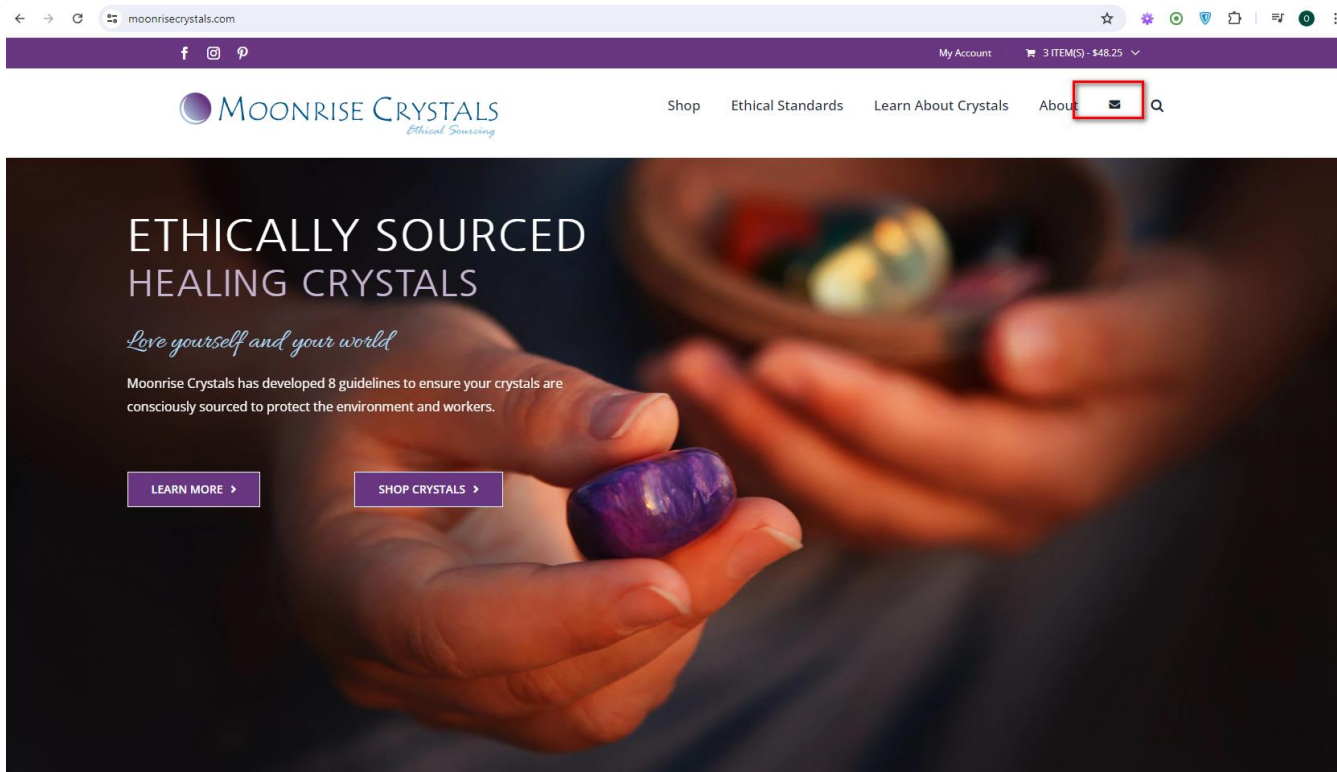 moonrisecrystals.com
O
My Account
3 ITEM(S) - $48.25
MOONRISE CRYSTALS
Ethical Sourcing
Shop
Ethical Standards
Learn About Crystals
About
ETHICALLY SOURCED
HEALING CRYSTALS
Love yourself and your world
Moonrise Crystals has developed 8 guidelines to ensure your crystals are
consciously sourced to protect the environment and workers.
LEARN MORE
SHOP CRYSTALS